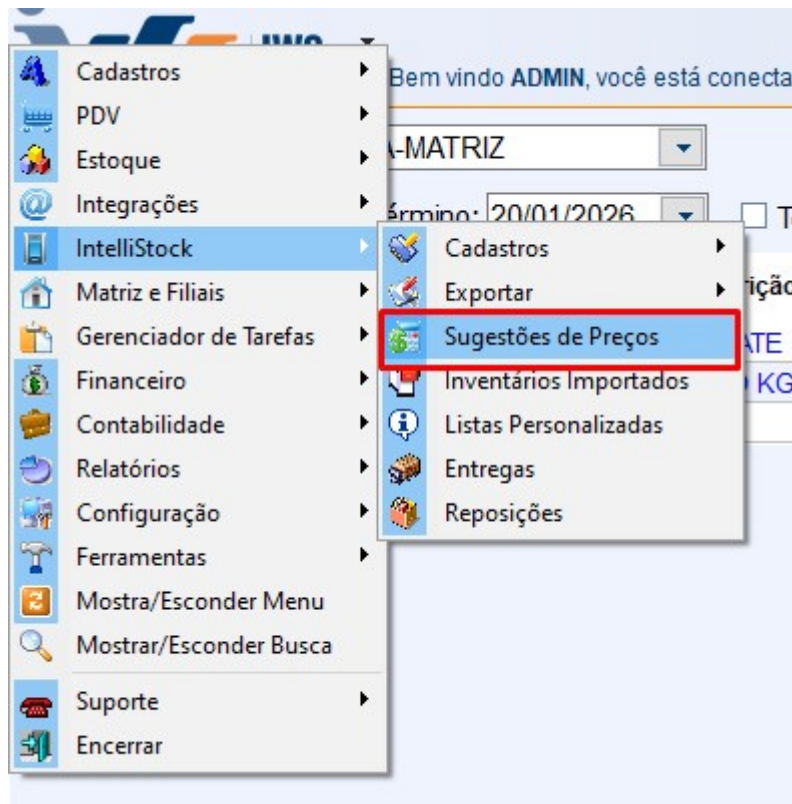 Bem vindo ADMIN, você está conecta
-MATRIZ
20/01/2026
Cadastros
PDV
Estoque
Integrações
IntelliStock
Matriz e Filiais
Gerenciador de Tarefas
Financeiro
Contabilidade
Relatórios
Configuração
Ferramentas
Mostra/Esconder Menu
Mostrar/Esconder Busca
Suporte
Encerrar
Cadastros
Exportar
Sugestões de Preços
Inventários Importados
Listas Personalizadas
Entregas
Reposições
KG